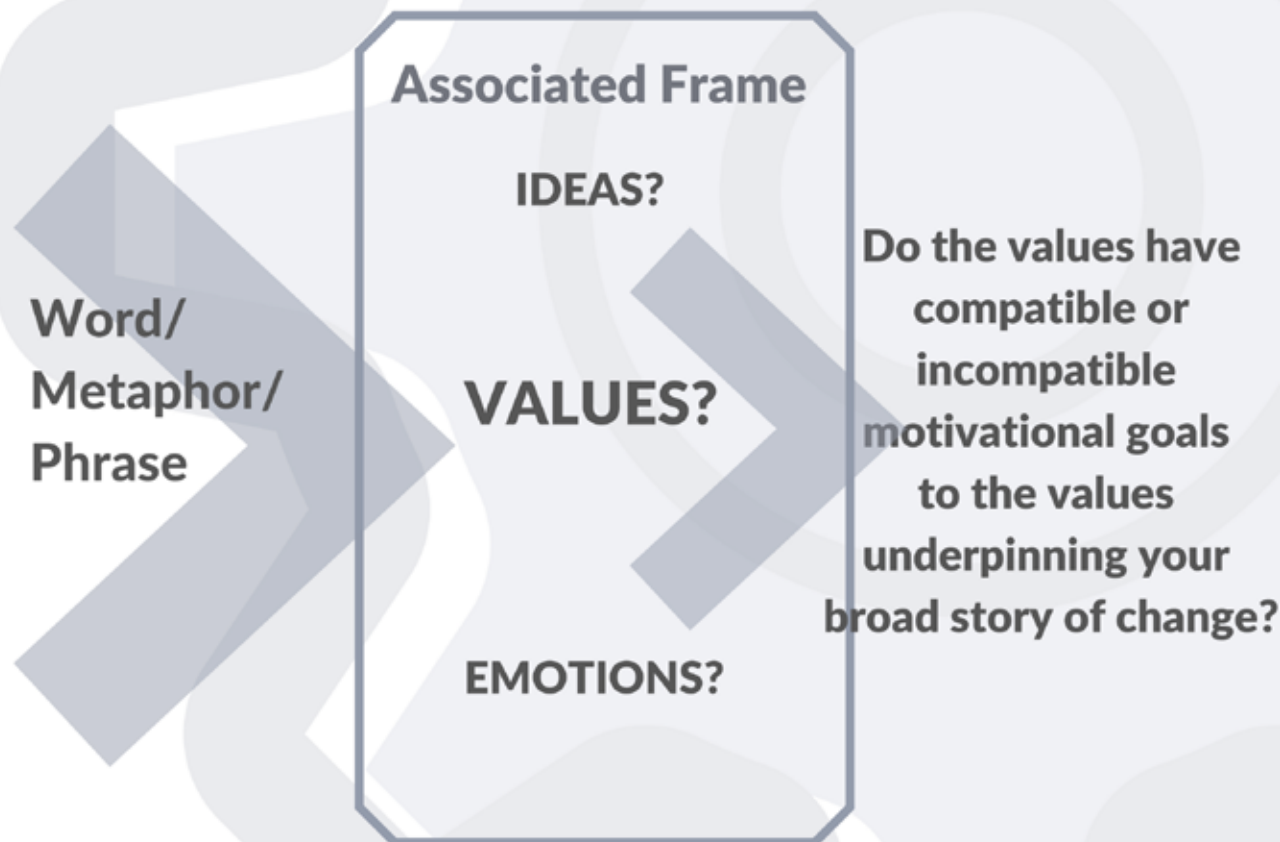 Word/
Metaphor/
Phrase
Associated Frame
IDEAS?
VALUES?
EMOTIONS?
Do the values have
compatible or
incompatible
motivational goals
to the values
underpinning your
broad story of change?